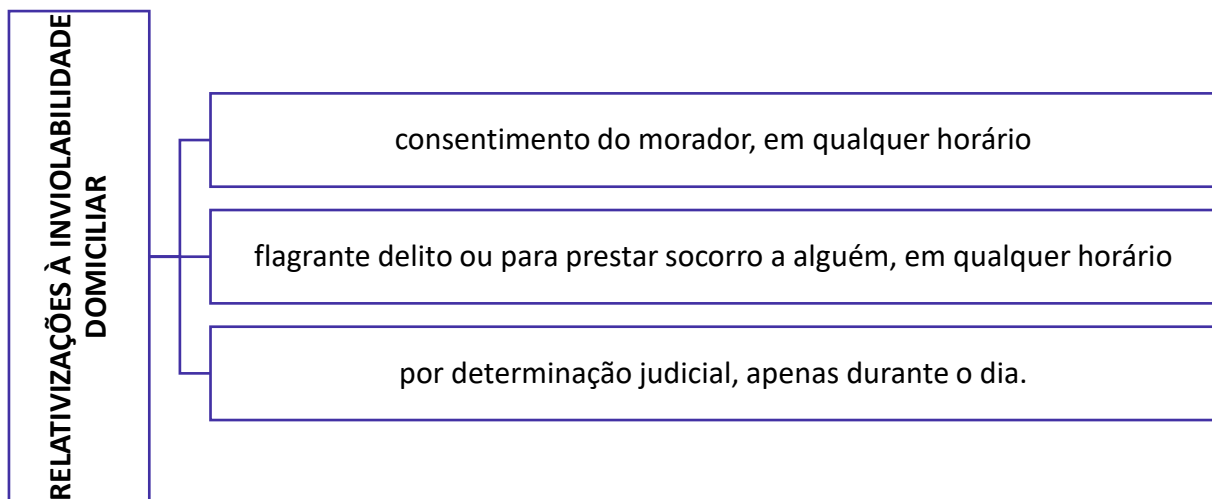 RELATIVIZAÇÕES À INVIOLABILIDADE
DOMICILIAR
consentimento do morador, em qualquer horário
flagrante delito ou para prestar socorro a alguém, em qualquer horário
por determinação judicial, apenas durante o dia.